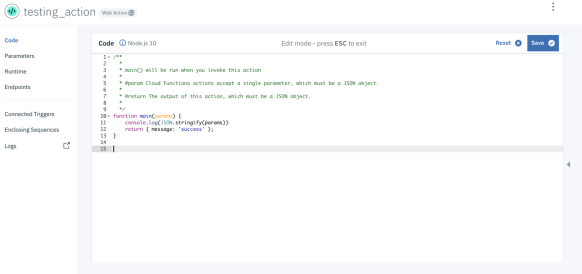 testing_action Web Action
Code
Parameters
Runtime
Endpoints
Connected Triggers
Enclosing Sequences
Logs
Code Node.js 10 Edit mode - press ESC to exit Reset Save
1 /**
2 *
3 * main() will be run when you invoke this action
4 *
5 * @param Cloud Functions actions accept a single parameter, which must be a JSON object.
6 *
7 * @return The output of this action, which must be a JSON object.
8 *
9 */
10 function main(params) {
11 console.log(JSON.stringify(params))
12 return { message: 'success' };
13 }
14
15